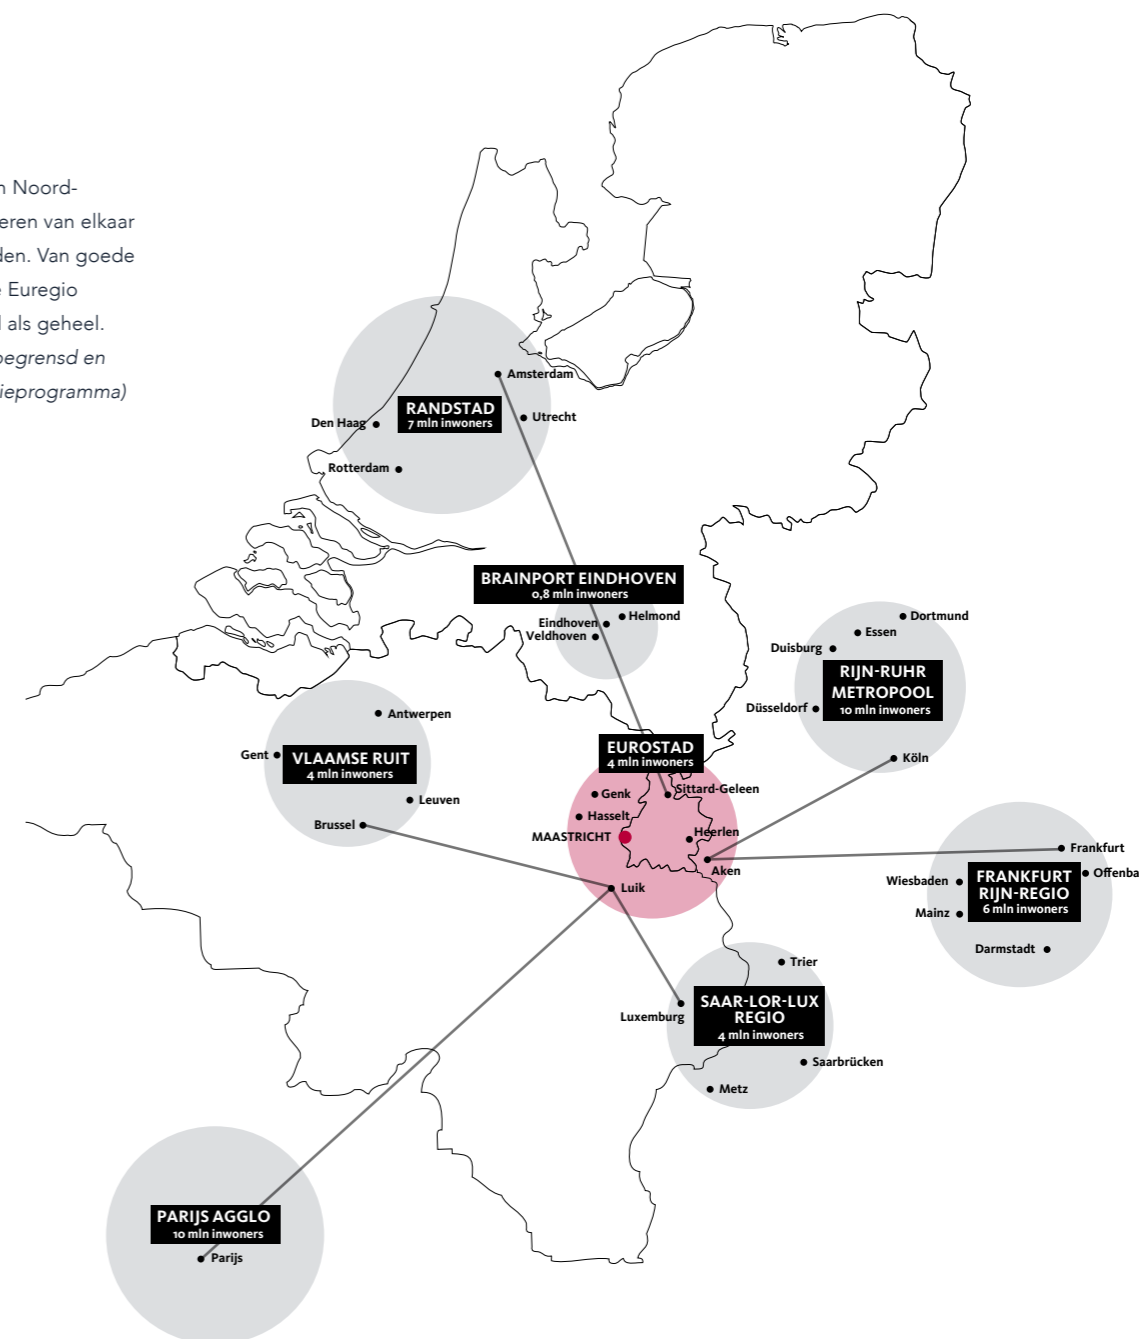 n Noord-
eren van elkaar
den. Van goede
e Euregio
l als geheel.
begrensd en
tieprogramma)
Amsterdam
RANDSTAD
7 mln inwoners
Utrecht
Den Haag
Rotterdam
BRAINPORT EINDHOVEN
0,8 mln inwoners
Helmond
Eindhoven
Veldhoven
Dortmund
Essen
Duisburg
RIJN-RUHR
METROPOOL
10 mln inwoners
Düsseldorf
Köln
Antwerpen
Gent
VLAAMSE RUIT
4 mln inwoners
Leuven
Brussel
EUROSTAD
4 mln inwoners
Sittard-Geleen
Genk
Hasselt
MAASTRICHT
Heerlen
Aken
Luik
Frankfurt
Offenba
Wiesbaden
FRANKFURT
RIJN-REGIO
6 mln inwoners
Mainz
Darmstadt
Trier
SAAR-LOR-LUX
REGIO
4 mln inwoners
Luxemburg
Saarbrücken
Metz
PARIJS AGGLO
10 mln inwoners
Parijs